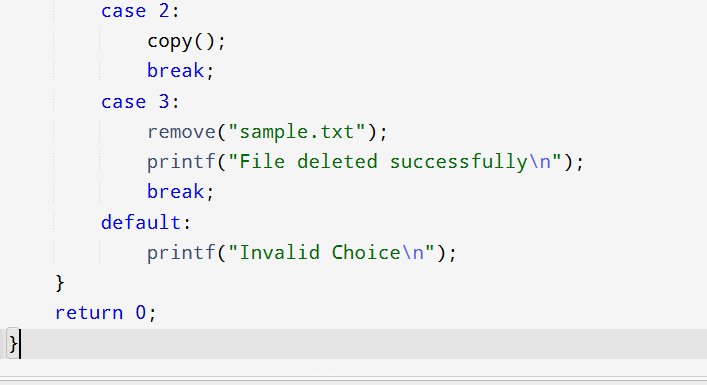 case 2:
copy();
break;
case 3:
remove("sample.txt");
printf("File deleted successfully\n");
break;
default:
printf("Invalid Choice\n");
}
return 0;
}